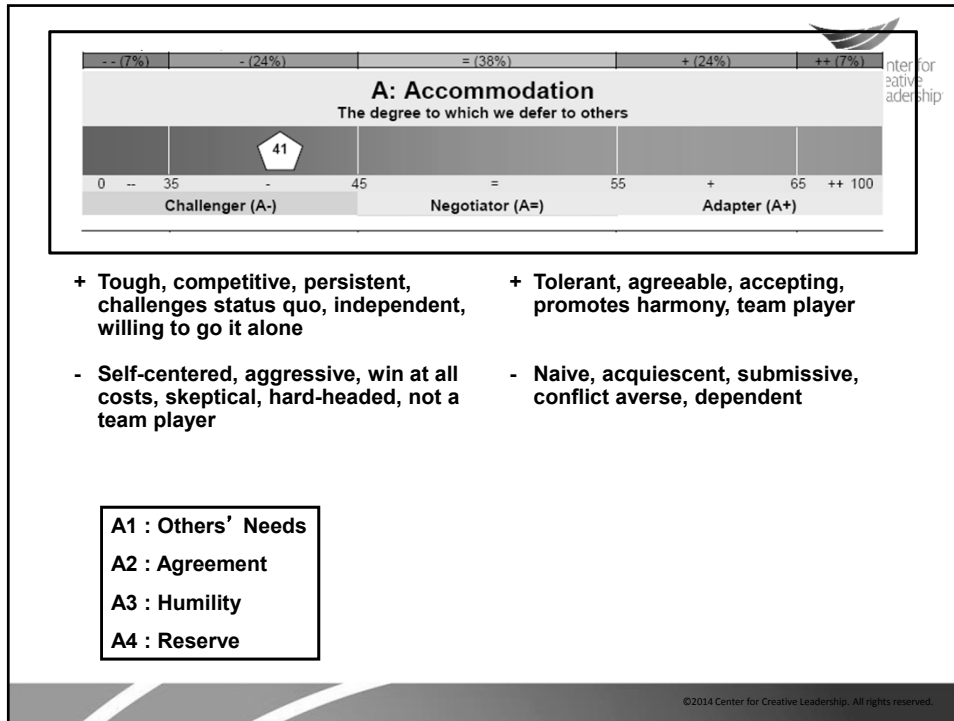 - - (7%) - (24%) = (38%) + (24%) ++ (7%)
nter for
eative
adership
A: Accommodation
The degree to which we defer to others
41
0 -- 35 - 45 = 55 + 65 ++ 100
Challenger (A-) Negotiator (A=) Adapter (A+)
+ Tough, competitive, persistent,
challenges status quo, independent,
willing to go it alone
- Self-centered, aggressive, win at all
costs, skeptical, hard-headed, not a
team player
+ Tolerant, agreeable, accepting,
promotes harmony, team player
- Naive, acquiescent, submissive,
conflict averse, dependent
A1 : Others’ Needs
A2 : Agreement
A3 : Humility
A4 : Reserve
©2014 Center for Creative Leadership. All rights reserved.